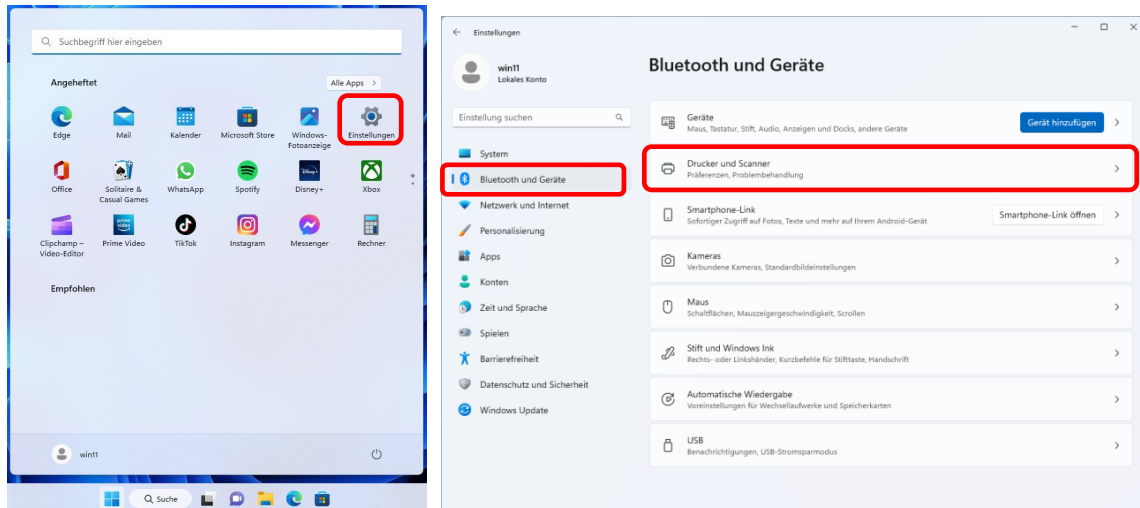 Suchbegriff hier eingeben
Angeheftet
Alle Apps >
Edge
Mail
Kalender
Microsoft Store
Windows-
Fotoanzeige
Einstellungen
Office
Solitaire &
Casual Games
WhatsApp
Spotify
Disney+
Xbox
Clipchamp –
Video-Editor
Prime Video
TikTok
Instagram
Messenger
Rechner
Empfohlen
win11
Suche
Einstellungen
win11
Lokales Konto
Einstellung suchen
System
Bluetooth und Geräte
Netzwerk und Internet
Personalisierung
Apps
Konten
Zeit und Sprache
Spielen
Barrierefreiheit
Datenschutz und Sicherheit
Windows Update
Bluetooth und Geräte
Geräte
Maus, Tastatur, Stift, Audio, Anzeigen und Docks, andere Geräte
Gerät hinzufügen
Drucker und Scanner
Präferenzen, Problembehandlung
Smartphone-Link
Sofortiger Zugriff auf Fotos, Texte und mehr auf Ihrem Android-Gerät
Smartphone-Link öffnen
Kameras
Verbundene Kameras, Standardbildeinstellungen
Maus
Schaltflächen, Mauszeigergeschwindigkeit, Scrollen
Stift und Windows Ink
Rechts- oder Linkshänder, Kurzbefehle für Stifttaste, Handschrift
Automatische Wiedergabe
Voreinstellungen für Wechsellaufwerke und Speicherkarten
USB
Benachrichtigungen, USB-Stromsparmodus